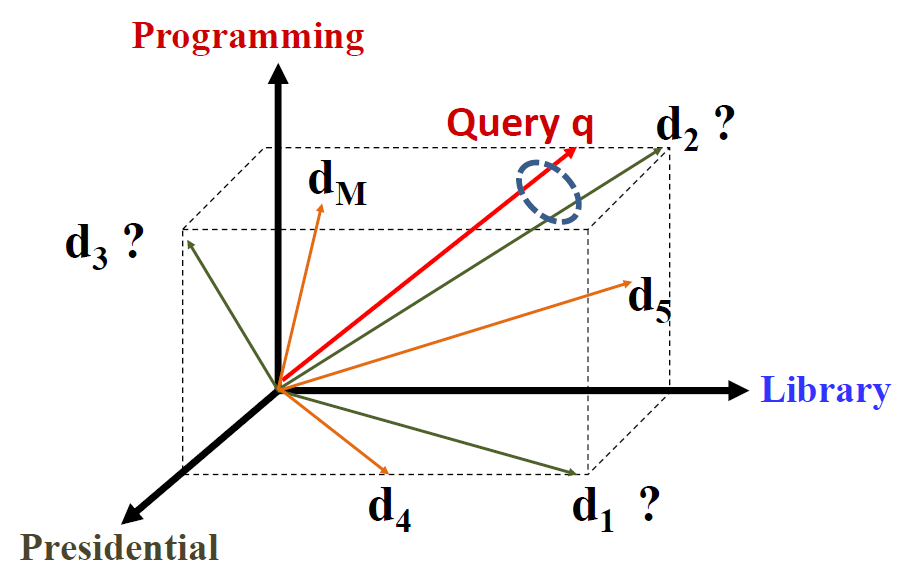 Programming
Query q
d2 ?
dM
d3 ?
d5
Library
d4
d1 ?
Presidential